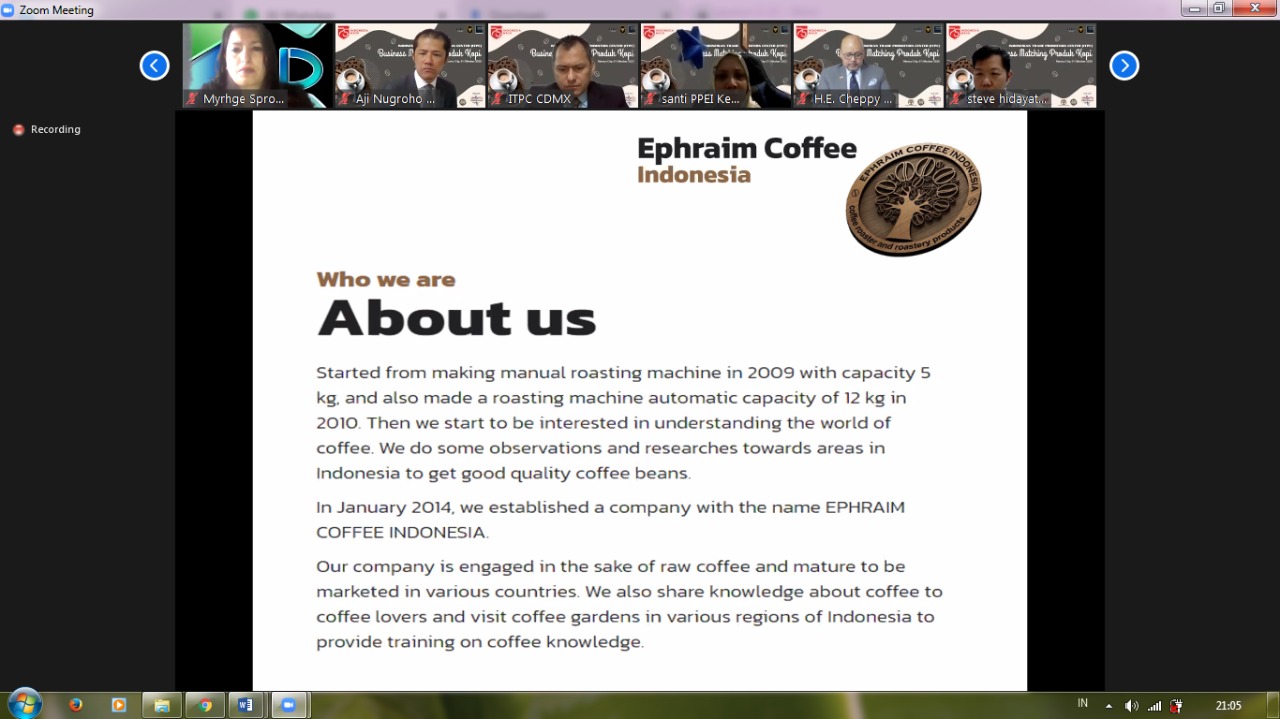 Zoom Meeting
Myrhge Spro...
Aji Nugroho ...
ITPC CDMX
santi PPEI Ke...
H.E. Cheppy ...
steve hidayat...
Recording
Ephraim Coffee
Indonesia
EPHRAIM COFFEE INDONESIA
coffee roaster and roastery products
Who we are
About us
Started from making manual roasting machine in 2009 with capacity 5
kg, and also made a roasting machine automatic capacity of 12 kg in
2010. Then we start to be interested in understanding the world of
coffee. We do some observations and researches towards areas in
Indonesia to get good quality coffee beans.
In January 2014, we established a company with the name EPHRAIM
COFFEE INDONESIA.
Our company is engaged in the sake of raw coffee and mature to be
marketed in various countries. We also share knowledge about coffee to
coffee lovers and visit coffee gardens in various regions of Indonesia to
provide training on coffee knowledge.
IN
21:05